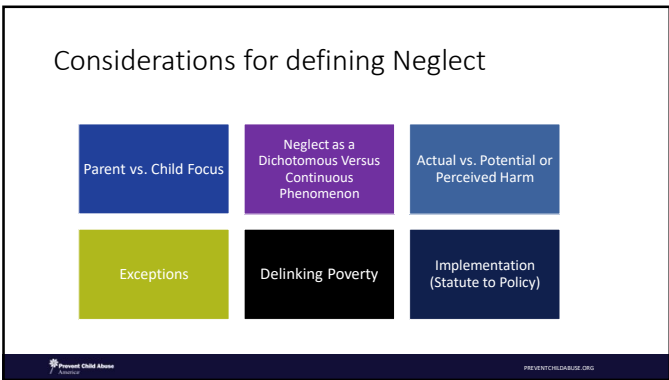 Considerations for defining Neglect
Parent vs. Child Focus
Neglect as a
Dichotomous Versus
Continuous
Phenomenon
Actual vs. Potential or
Perceived Harm
Exceptions
Delinking Poverty
Implementation
(Statute to Policy)
Prevent Child Abuse
America
PREVENTCHILDABUSE.ORG